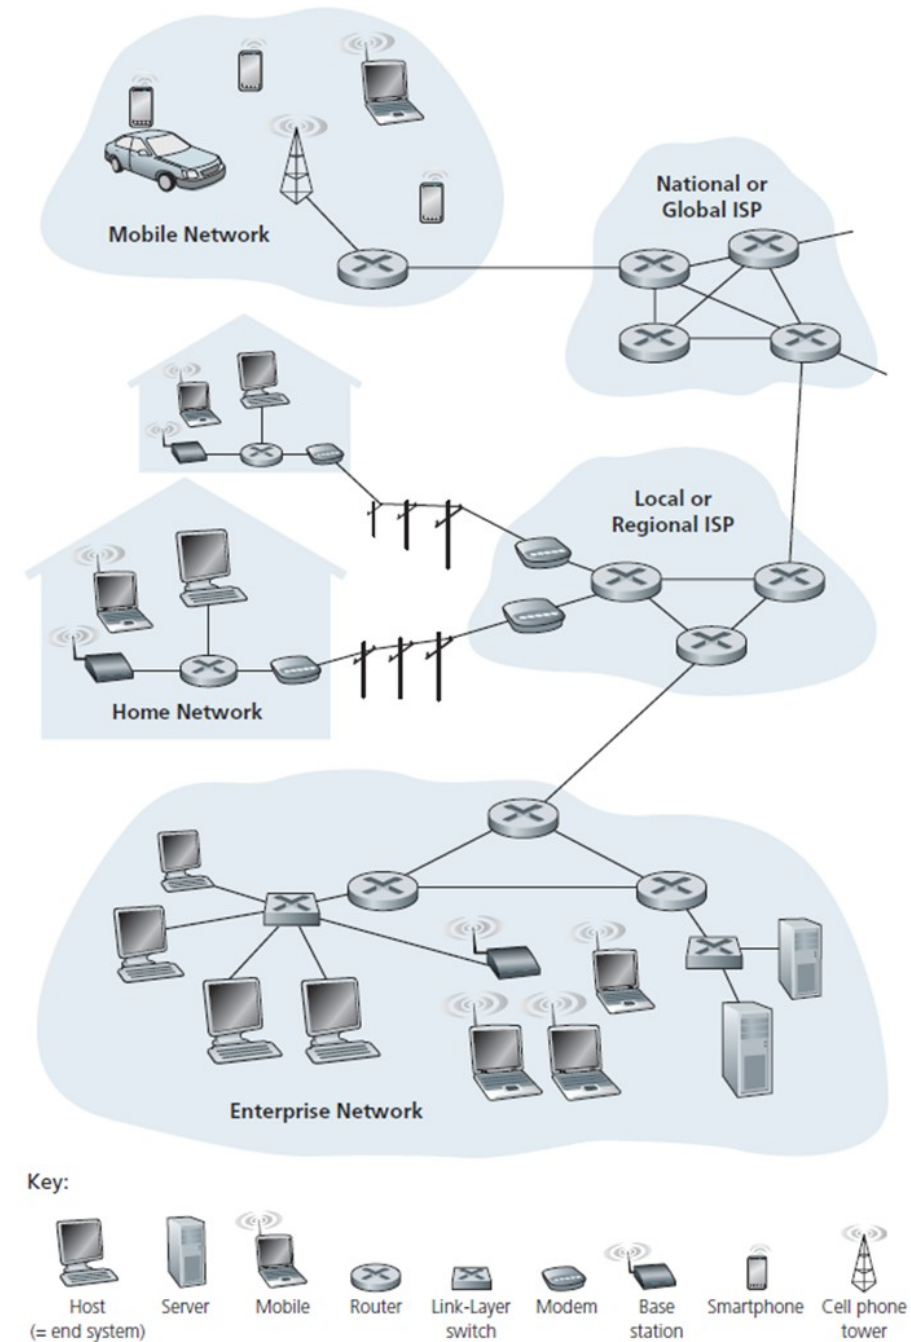 National or
Global ISP
Mobile Network
Local or
Regional ISP
Home Network
Enterprise Network
Key:
Host
(= end system)
Server
Mobile
Router
Link-Layer
switch
Modem
Base
station
Smartphone
Cell phone
tower